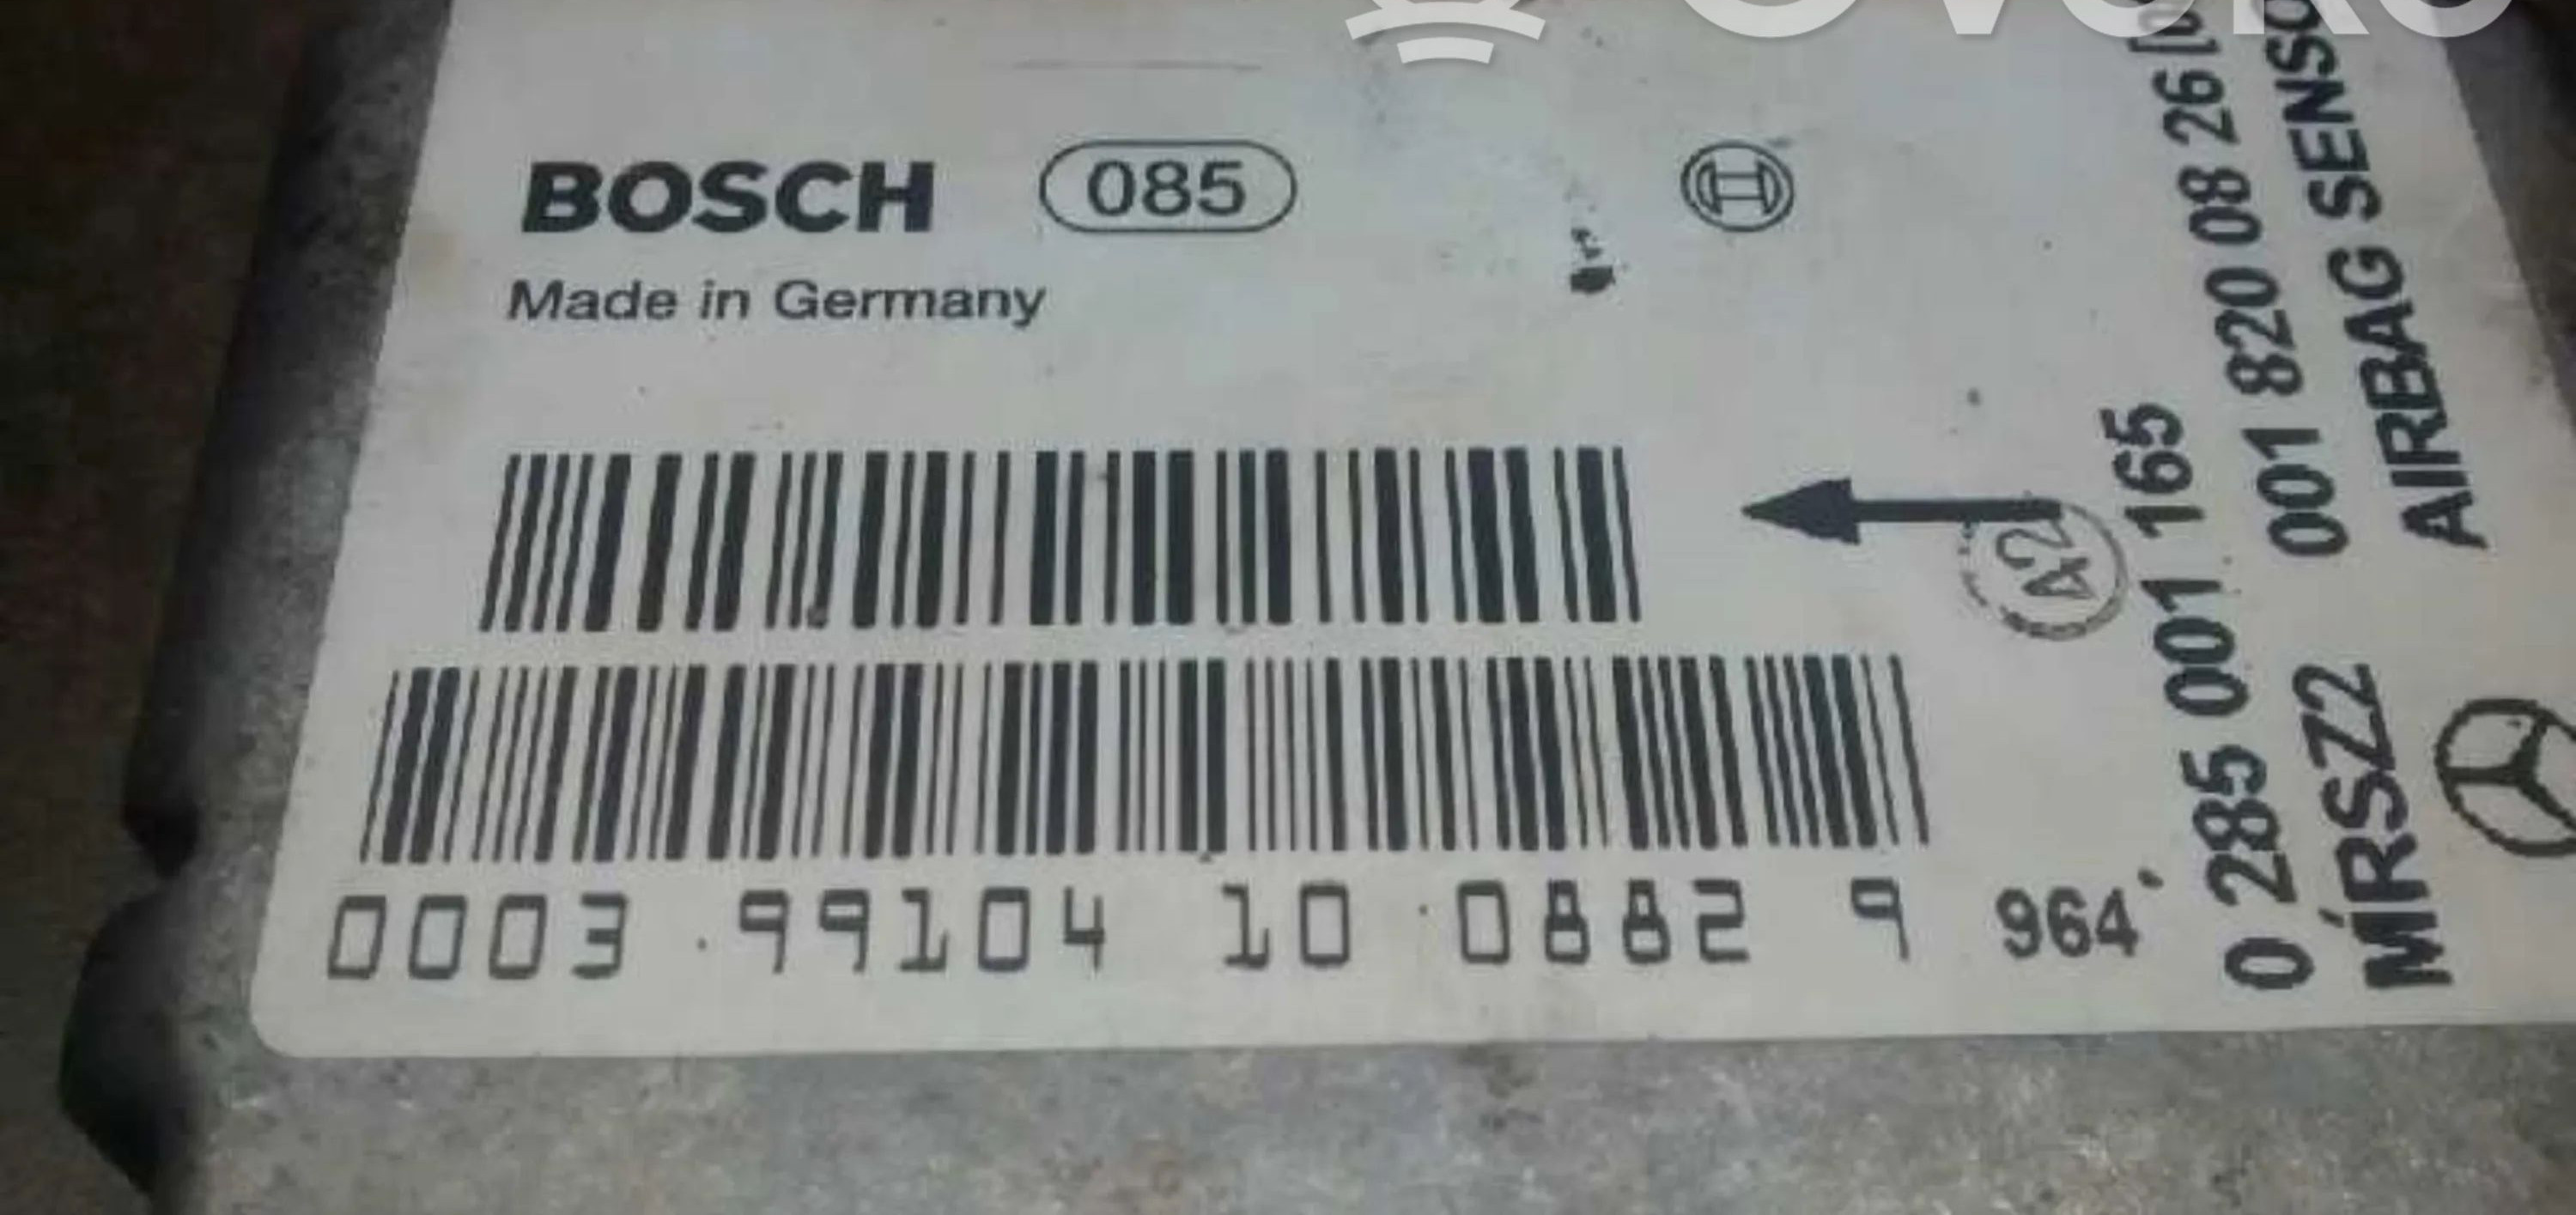 BOSCH 085
Made in Germany
A2
0003 99104 10 0882 9 964
0 285 001 165
MRSZ2 001 820 08 26
AIRBAG SENSO